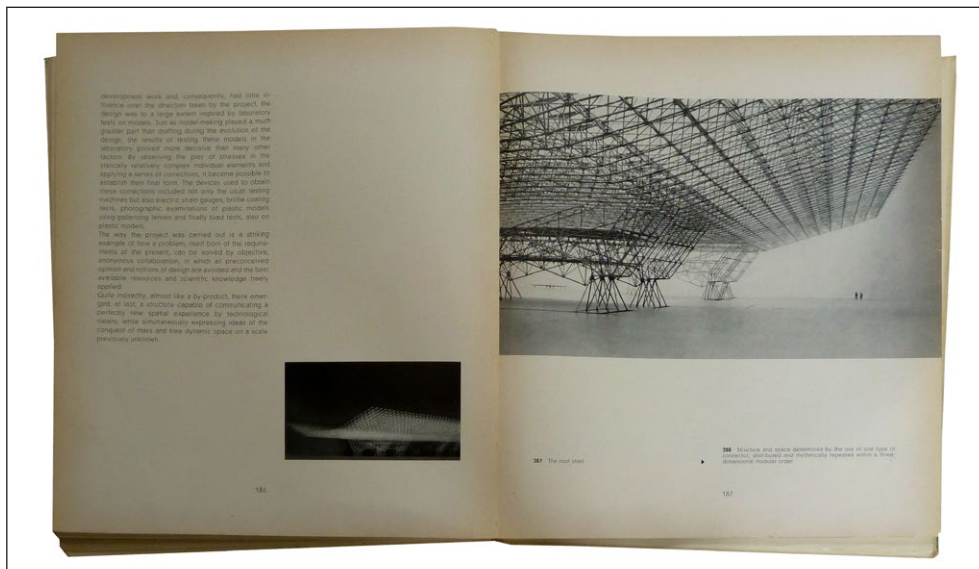 development work and, consequently, had little in-
fluence over the direction taken by the project, the
design was to a large extent inspired by laboratory
tests on models. Just as model-making played a much
greater part than drafting during the evolution of the
design, the results of testing these models in the
laboratory proved more decisive than many other
factors. By observing the play of stresses in the
statically relatively complex individual elements and
applying a series of corrections, it became possible to
establish their final form. The devices used to obtain
these corrections included not only the usual testing
machines but also electric strain gauges, brittle coating
tests, photographic examinations of plastic models
using polarizing lenses and finally load tests, also on
plastic models.
The way the project was carried out is a striking
example of how a problem, itself born of the require-
ments of the present, can be solved by objective,
anonymous collaboration, in which all preconceived
opinion and notions of design are avoided and the best
available resources and scientific knowledge freely
applied.
Quite indirectly, almost like a by-product, there emer-
ged, at last, a structure capable of communicating a
perfectly new spatial experience by technological
means, while simultaneously expressing ideas of the
conquest of mass and free dynamic space on a scale
previously unknown.
186
387 The roof steel
388 Structure and space determined by the use of one type of
connector, distributed and rhythmically repeated within a three-
dimensional modular order
187